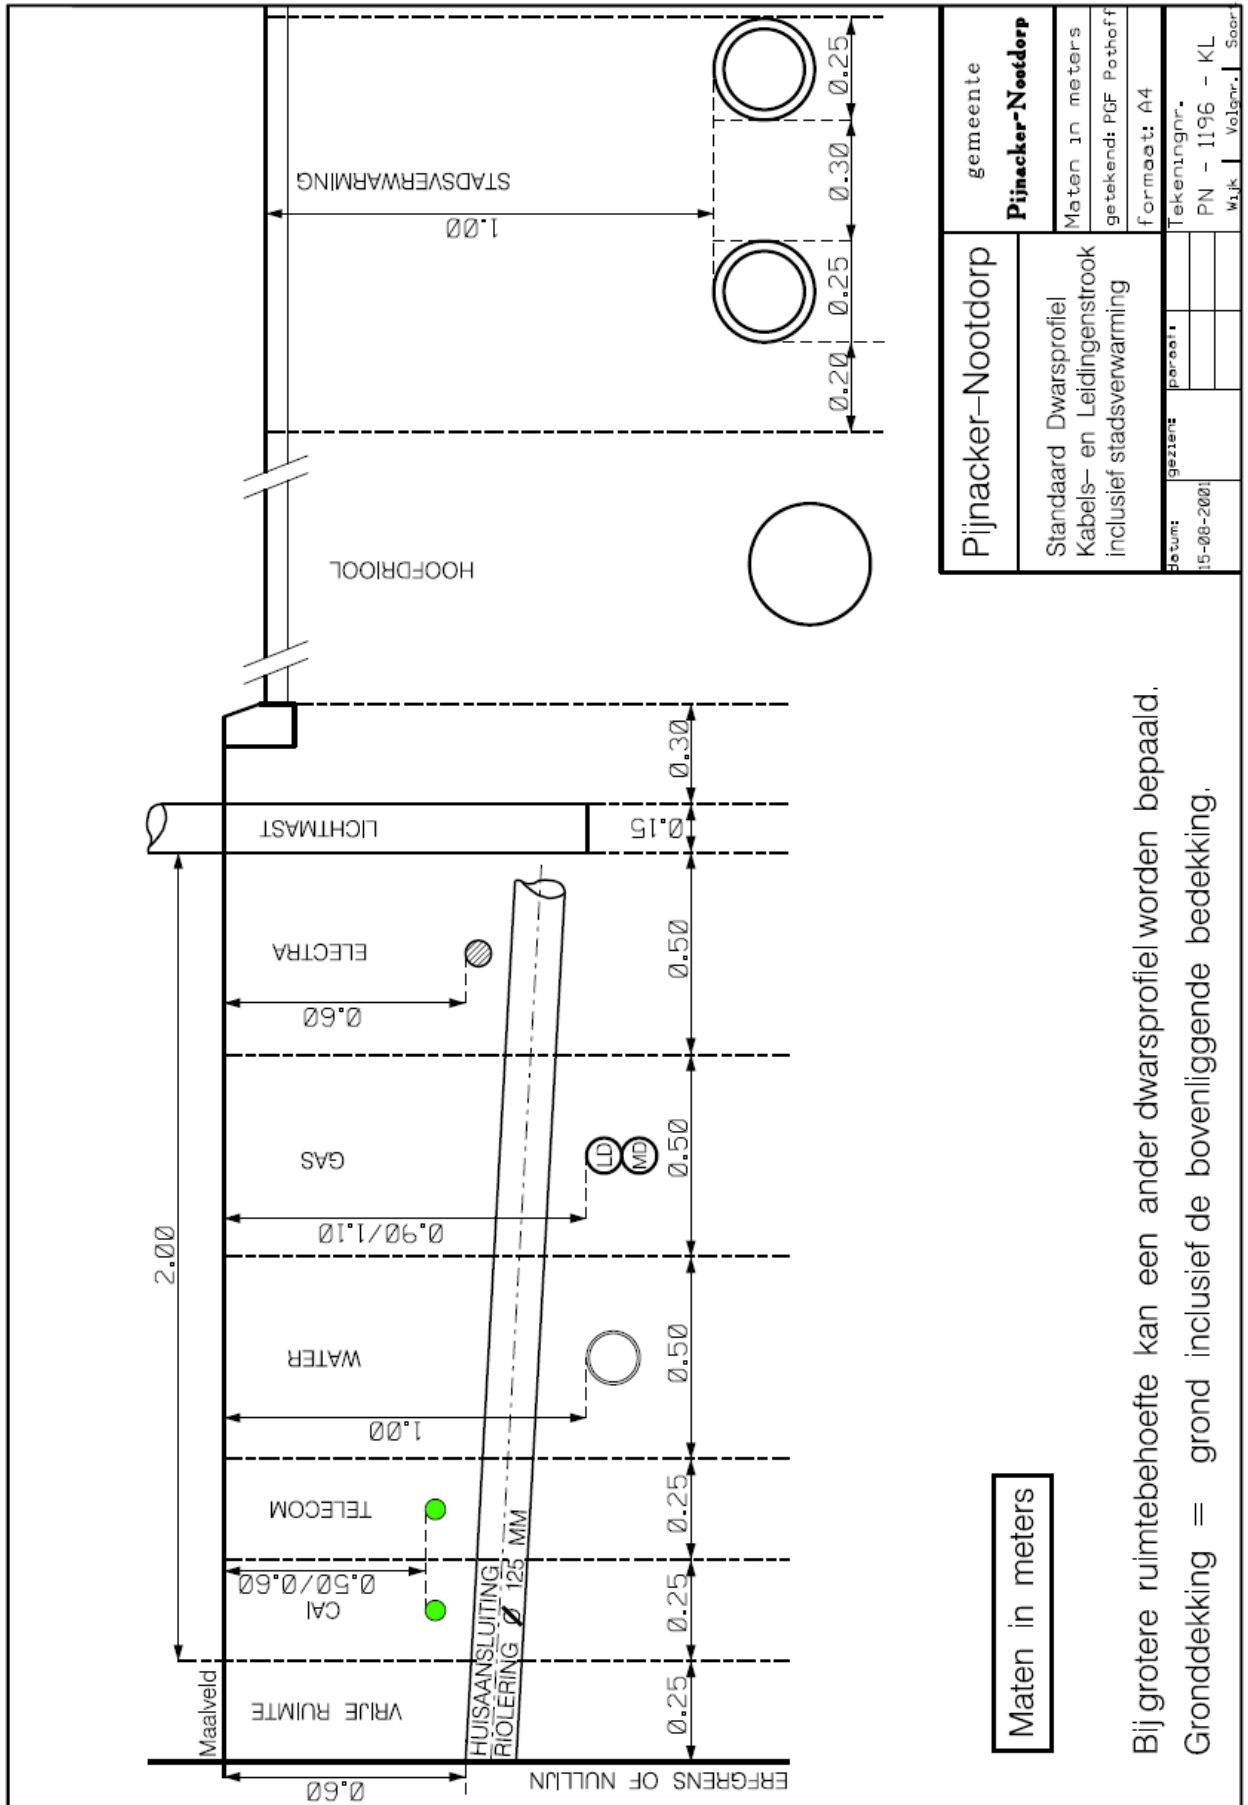 ERFGRENS OF NULLIJN
0.60
Maalveld
VRIJE RUIMTE
HUISAANSLUITING
RIOLERING Ø 125 MM
0.25
2.00
CAI
0.50/0.60
0.25
TELECOM
0.25
WATER
1.00
0.50
GAS
0.90/1.10
LD
MD
0.50
ELECTRA
0.60
0.50
LICHTMAST
0.15
0.30
HOOFDRIOOL
STADSVERWARMING
1.00
0.20
0.25
0.30
0.25
Maten in meters
Bij grotere ruimtebehoefte kan een ander dwarsprofiel worden bepaald.
Gronddekking = grond inclusief de bovenliggende bedekking.
Pijnacker-Nootdorp
gemeente
Pijnacker-Nootdorp
Standaard Dwarsprofiel
Kabels- en Leidingenstrook
inclusief stadsverwarming
Maten in meters
getekend: PGF Pothoff
formaat: A4
datum:
15-08-2001
gezien:
paraaf:
Tekeningnr.
PN - 1196 - KL
Wijk Volgnr. Soort